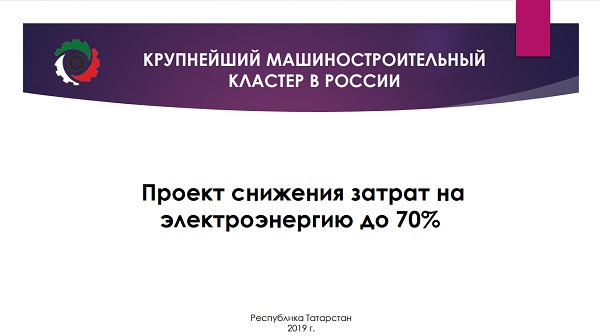 КРУПНЕЙШИЙ МАШИНОСТРОИТЕЛЬНЫЙ
КЛАСТЕР В РОССИИ
Проект снижения затрат на
электроэнергию до 70%
Республика Татарстан
2019 г.